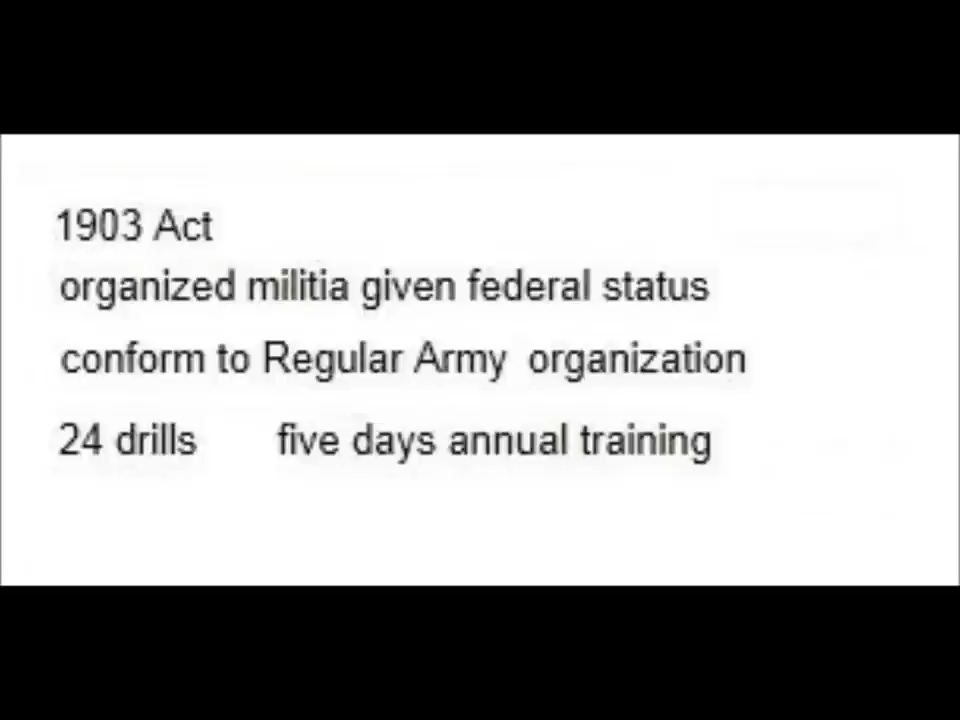 1903 Act
organized militia given federal status
conform to Regular Army organization
24 drills five days annual training